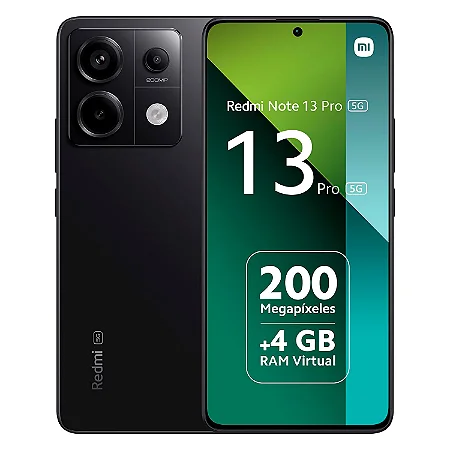 200MP
Redmi 5G
mi
Redmi Note 13 Pro 5G
13 Pro 5G
200
Megapíxeles
+4 GB
RAM Virtual